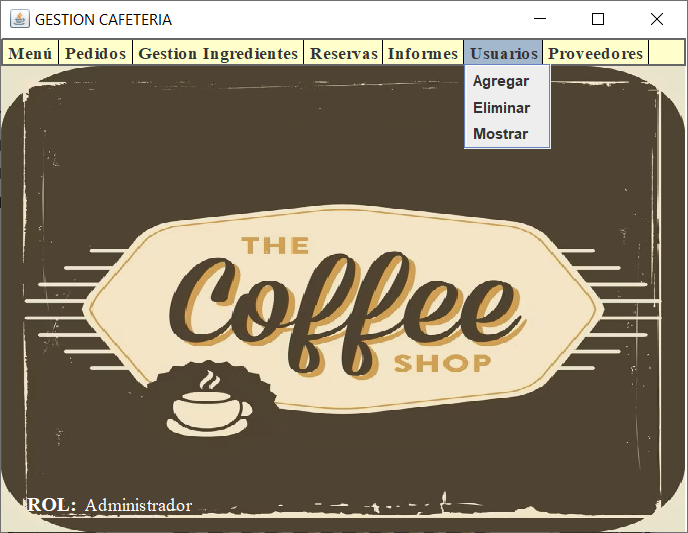 GESTION CAFETERIA
Menú Pedidos Gestion Ingredientes Reservas Informes Usuarios Proveedores
Agregar
Eliminar
Mostrar
THE
Coffee
SHOP
ROL: Administrador